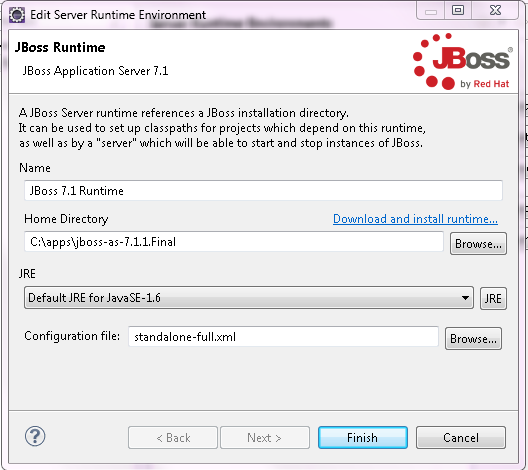 Edit Server Runtime Environment
JBoss Runtime
JBoss Application Server 7.1
JBoss
by Red Hat
A JBoss Server runtime references a JBoss installation directory.
It can be used to set up classpaths for projects which depend on this runtime,
as well as by a "server" which will be able to start and stop instances of JBoss.
Name
JBoss 7.1 Runtime
Home Directory Download and install runtime...
C:\apps\jboss-as-7.1.1.Final Browse...
JRE
Default JRE for JavaSE-1.6 JRE
Configuration file: standalone-full.xml Browse...
? < Back Next > Finish Cancel